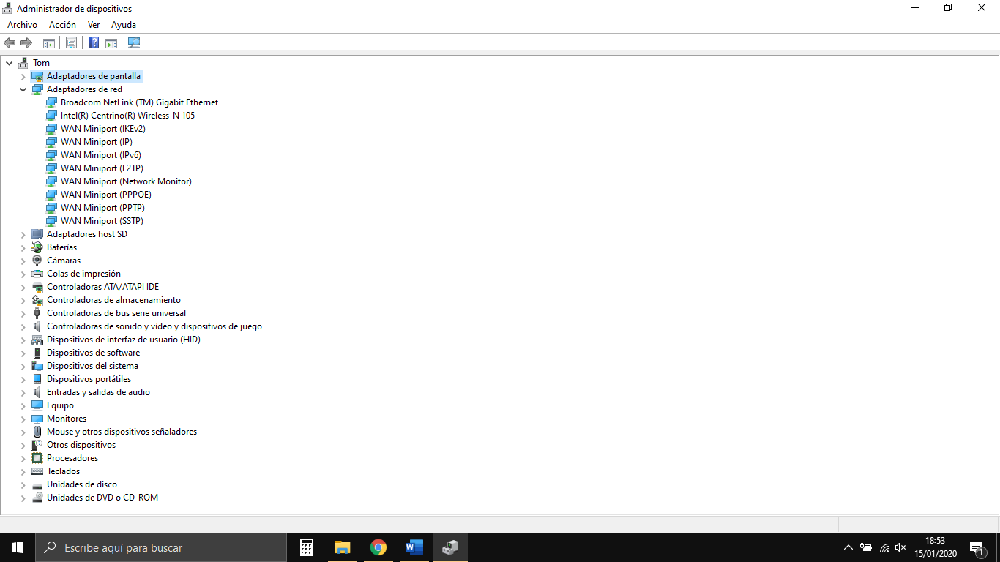 Administrador de dispositivos
Archivo Acción Ver Ayuda
Tom
Adaptadores de pantalla
Adaptadores de red
Broadcom NetLink (TM) Gigabit Ethernet
Intel(R) Centrino(R) Wireless-N 105
WAN Miniport (IKEv2)
WAN Miniport (IP)
WAN Miniport (IPv6)
WAN Miniport (L2TP)
WAN Miniport (Network Monitor)
WAN Miniport (PPPOE)
WAN Miniport (PPTP)
WAN Miniport (SSTP)
Adaptadores host SD
Baterías
Cámaras
Colas de impresión
Controladoras ATA/ATAPI IDE
Controladoras de almacenamiento
Controladoras de bus serie universal
Controladoras de sonido y vídeo y dispositivos de juego
Dispositivos de interfaz de usuario (HID)
Dispositivos de software
Dispositivos del sistema
Dispositivos portátiles
Entradas y salidas de audio
Equipo
Monitores
Mouse y otros dispositivos señaladores
Otros dispositivos
Procesadores
Teclados
Unidades de disco
Unidades de DVD o CD-ROM
Escribe aquí para buscar
18:53
15/01/2020
1